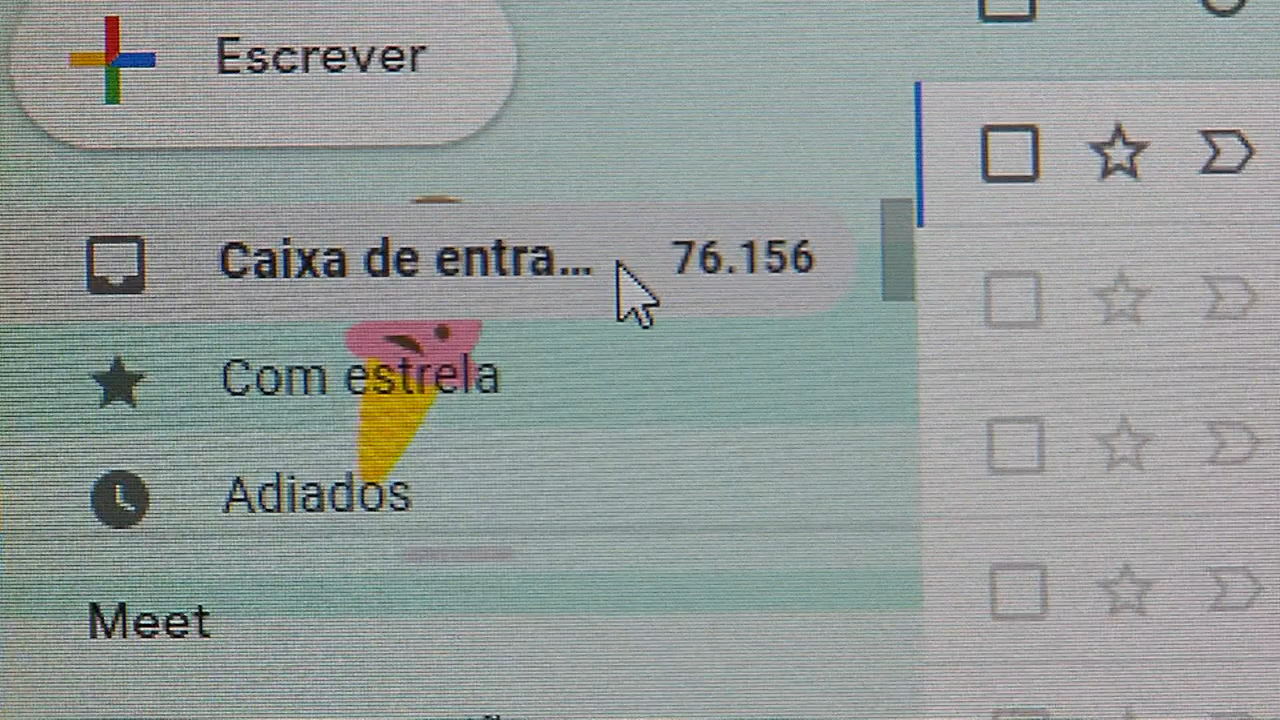 Escrever
Caixa de entra... 76.156
Com estrela
Adiados
Meet